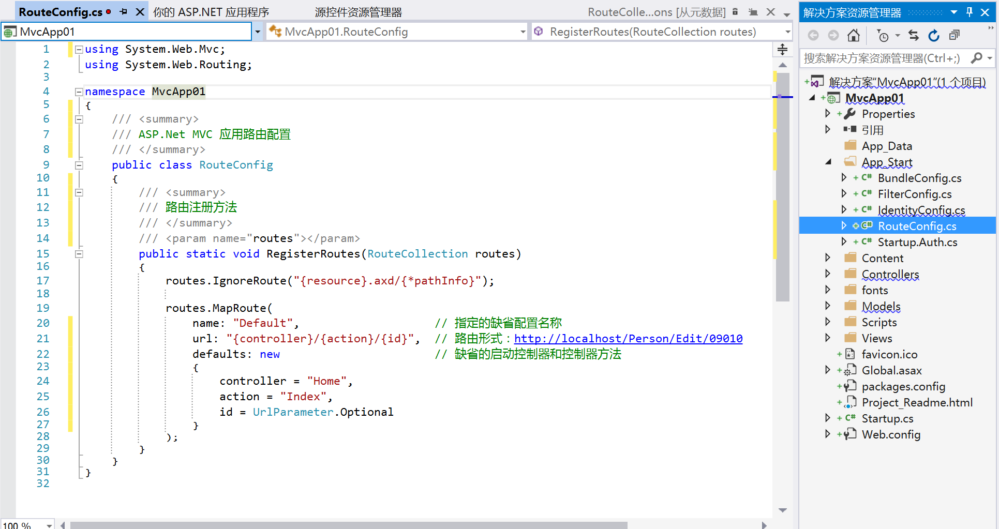 RouteConfig.cs
你的 ASP.NET 应用程序
源控件资源管理器
RouteColle...ons [从元数据]
MvcApp01
MvcApp01.RouteConfig
RegisterRoutes(RouteCollection routes)
1 using System.Web.Mvc;
2 using System.Web.Routing;
3
4 namespace MvcApp01
5 {
6 /// <summary>
7 /// ASP.Net MVC 应用路由配置
8 /// </summary>
9 public class RouteConfig
10 {
11 /// <summary>
12 /// 路由注册方法
13 /// </summary>
14 /// <param name="routes"></param>
15 public static void RegisterRoutes(RouteCollection routes)
16 {
17 routes.IgnoreRoute("{resource}.axd/{*pathInfo}");
18
19 routes.MapRoute(
20 name: "Default", // 指定的缺省配置名称
21 url: "{controller}/{action}/{id}", // 路由形式：http://localhost/Person/Edit/09010
22 defaults: new // 缺省的启动控制器和控制器方法
23 {
24 controller = "Home",
25 action = "Index",
26 id = UrlParameter.Optional
27 }
28 );
29 }
30 }
31 }
32
100 %
解决方案资源管理器
搜索解决方案资源管理器(Ctrl+;)
解决方案“MvcApp01”(1 个项目)
MvcApp01
Properties
引用
App_Data
App_Start
C# BundleConfig.cs
C# FilterConfig.cs
C# IdentityConfig.cs
C# RouteConfig.cs
C# Startup.Auth.cs
Content
Controllers
fonts
Models
Scripts
Views
favicon.ico
Global.asax
packages.config
Project_Readme.html
C# Startup.cs
Web.config